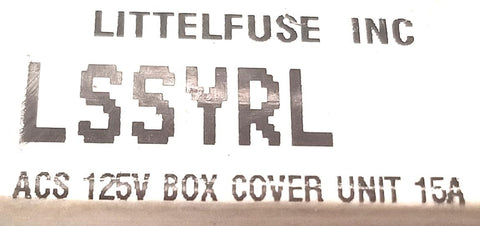 LITTELFUSE INC
LSSYRL
ACS 125V BOX COVER UNIT 15A